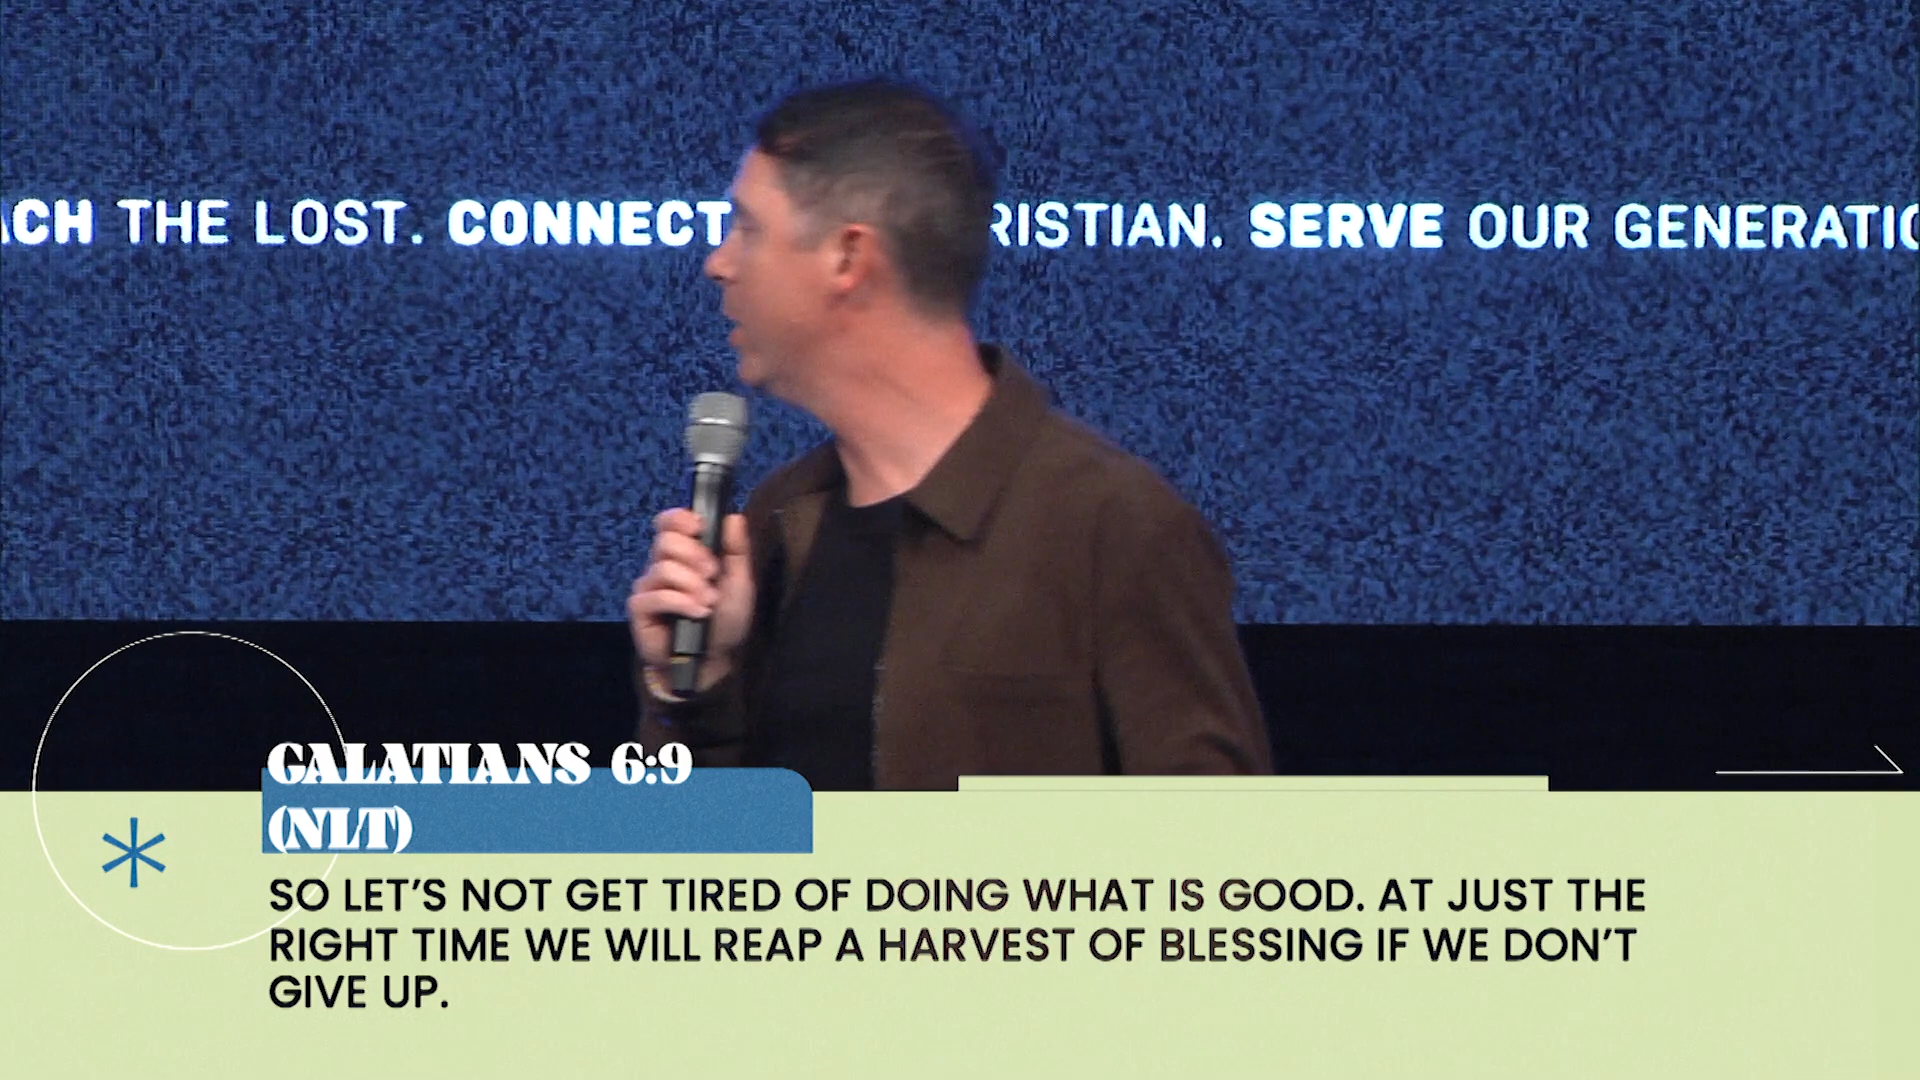 ACH THE LOST. CONNECT RISTIAN. SERVE OUR GENERATIO
GALATIANS 6:9
(NLT)
SO LET’S NOT GET TIRED OF DOING WHAT IS GOOD. AT JUST THE
RIGHT TIME WE WILL REAP A HARVEST OF BLESSING IF WE DON’T
GIVE UP.